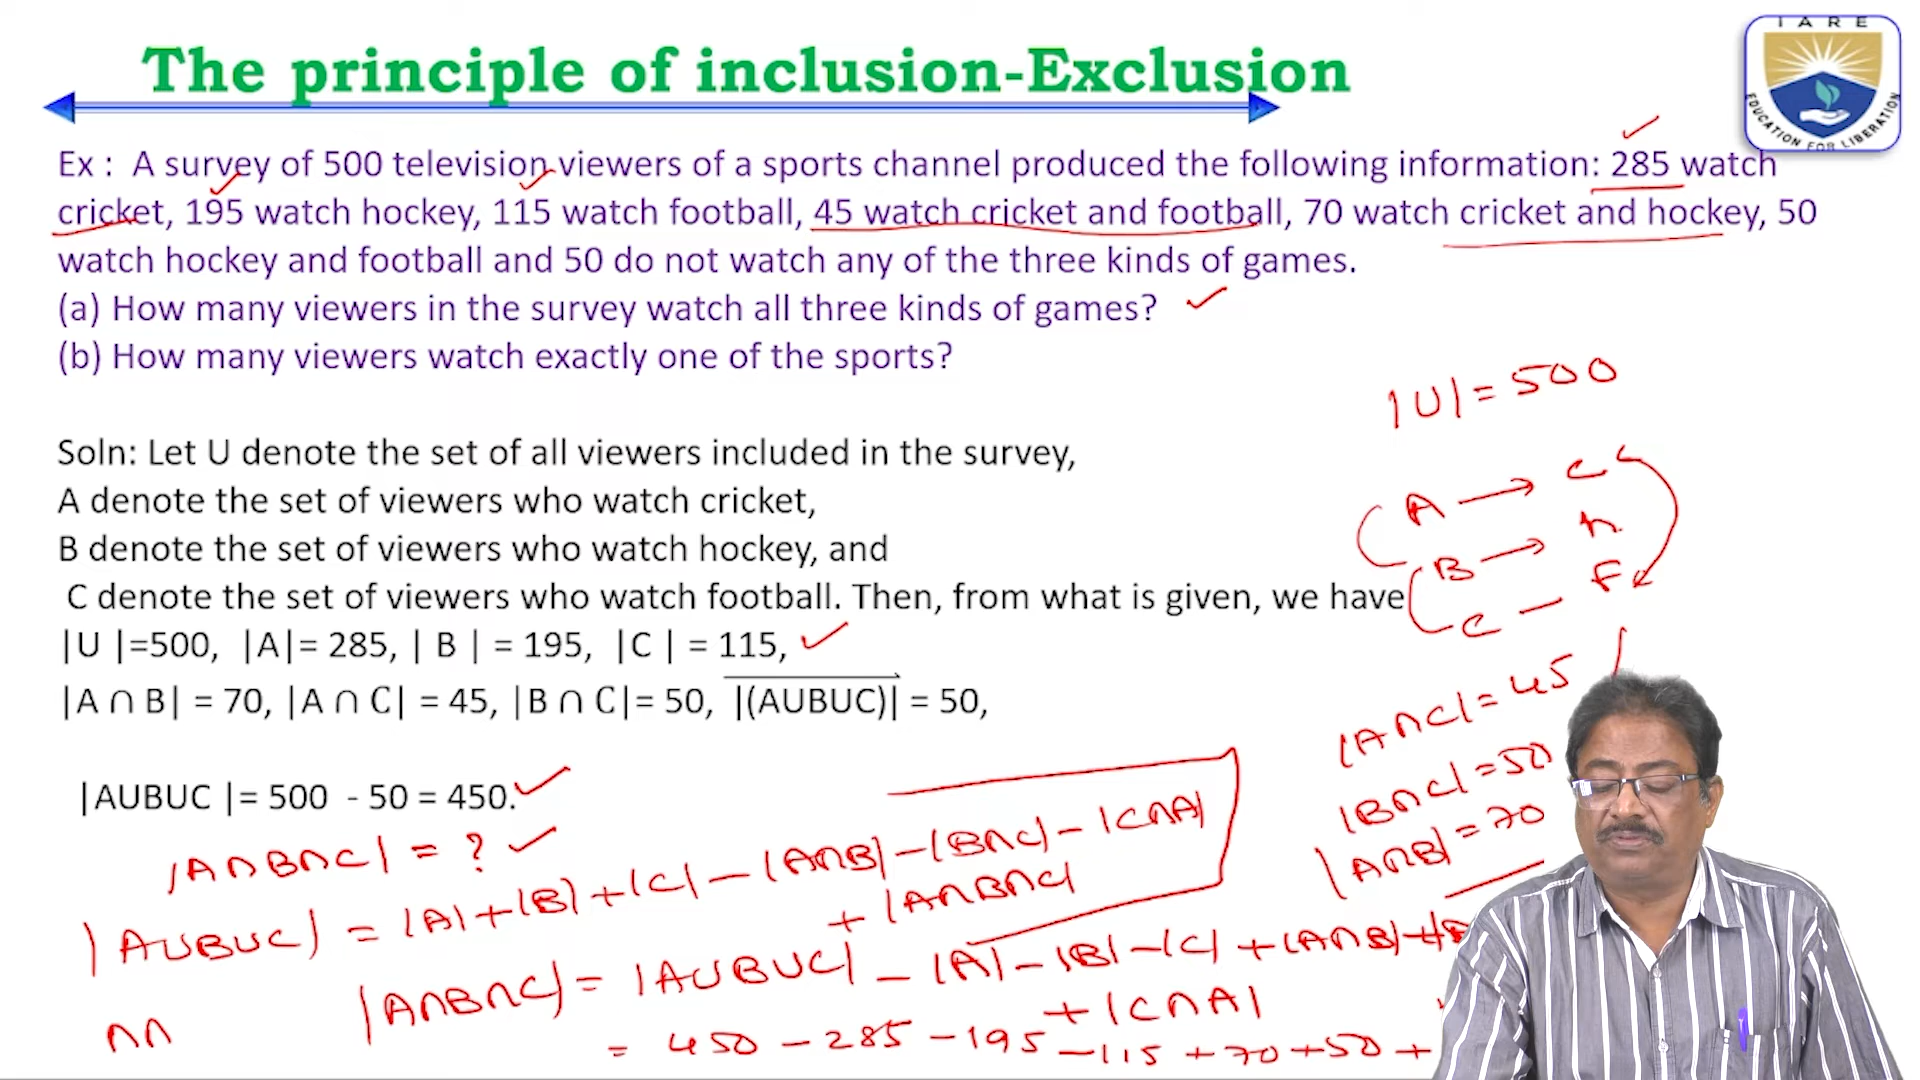 The principle of inclusion-Exclusion
IARE
EDUCATION FOR LIBERATION
Ex : A survey of 500 television viewers of a sports channel produced the following information: 285 watch
cricket, 195 watch hockey, 115 watch football, 45 watch cricket and football, 70 watch cricket and hockey, 50
watch hockey and football and 50 do not watch any of the three kinds of games.
(a) How many viewers in the survey watch all three kinds of games?
(b) How many viewers watch exactly one of the sports?
|U| = 500
Soln: Let U denote the set of all viewers included in the survey,
A denote the set of viewers who watch cricket,
B denote the set of viewers who watch hockey, and
C denote the set of viewers who watch football. Then, from what is given, we have
A → C
B → h
C – F
|U |=500, |A|= 285, | B | = 195, |C | = 115,
|A ∩ B| = 70, |A ∩ C| = 45, |B ∩ C|= 50, |(AUBUC)| = 50,
|A∩C| = 45
|B∩C| = 50
|A∩B| = 70
|AUBUC |= 500 - 50 = 450.
|A∩B∩C| = ?
|AUBUC| = |A|+|B|+|C| – |A∩B| – |B∩C| – |C∩A|
+ |A∩B∩C|
|A∩B∩C| = |AUBUC| – |A| – |B| – |C| + |A∩B| +
+ |C∩A|
= 450 – 285 – 195 – 115 + 70 + 50 +
∩∩